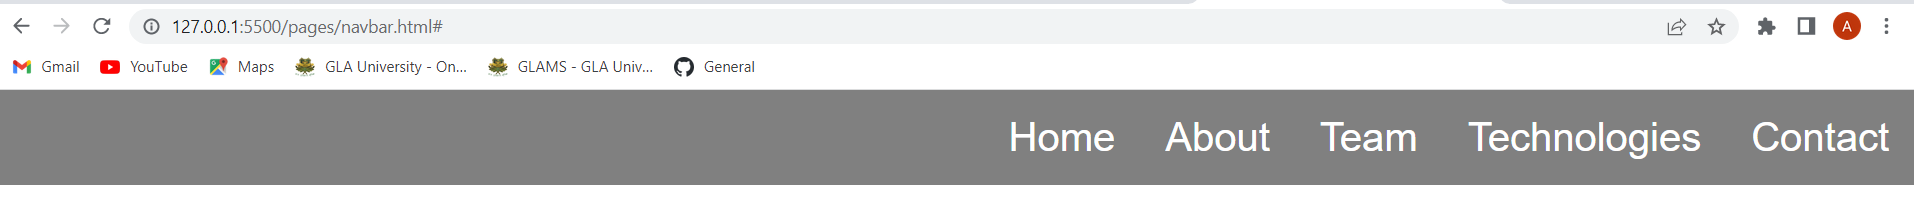 127.0.0.1:5500/pages/navbar.html#
A
Gmail YouTube Maps GLA University - On... GLAMS - GLA Univ... General
Home About Team Technologies Contact